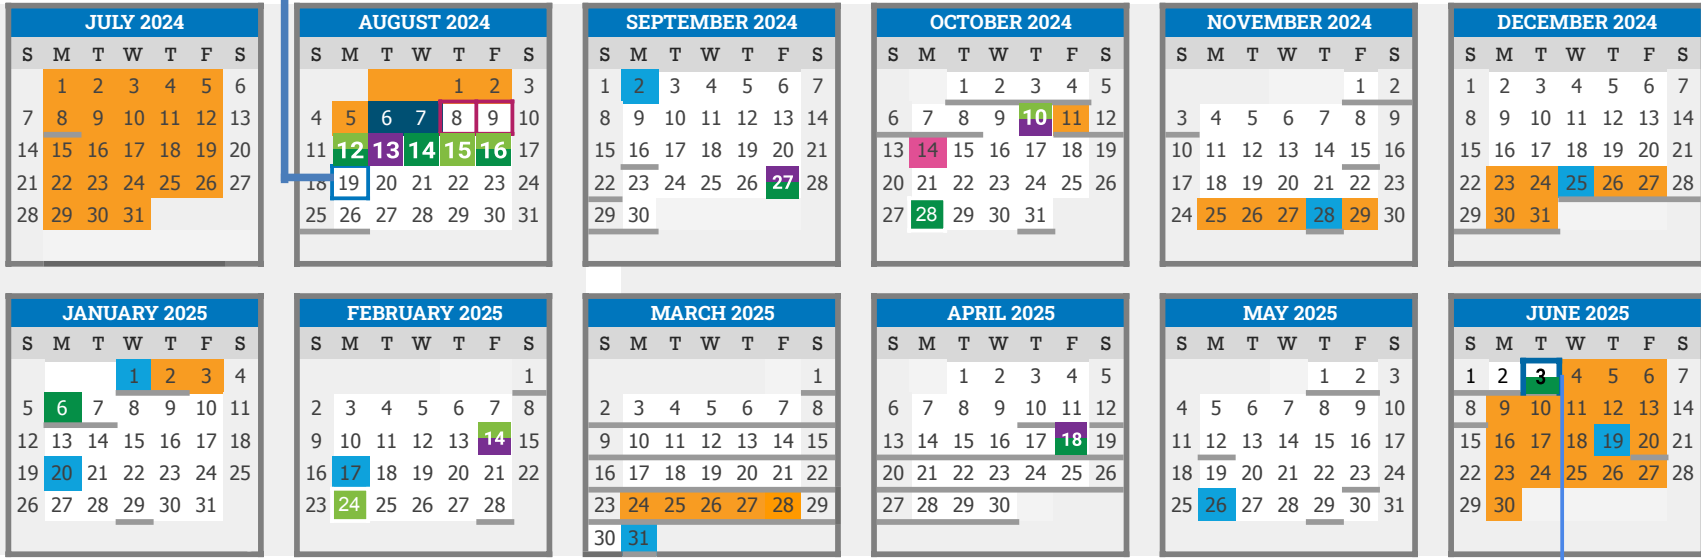 JULY 2024
S M T W T F S
1 2 3 4 5 6
7 8 9 10 11 12 13
14 15 16 17 18 19 20
21 22 23 24 25 26 27
28 29 30 31
AUGUST 2024
S M T W T F S
1 2 3
4 5 6 7 8 9 10
11 12 13 14 15 16 17
18 19 20 21 22 23 24
25 26 27 28 29 30 31
SEPTEMBER 2024
S M T W T F S
1 2 3 4 5 6 7
8 9 10 11 12 13 14
15 16 17 18 19 20 21
22 23 24 25 26 27 28
29 30
OCTOBER 2024
S M T W T F S
1 2 3 4 5
6 7 8 9 10 11 12
13 14 15 16 17 18 19
20 21 22 23 24 25 26
27 28 29 30 31
NOVEMBER 2024
S M T W T F S
1 2
3 4 5 6 7 8 9
10 11 12 13 14 15 16
17 18 19 20 21 22 23
24 25 26 27 28 29 30
DECEMBER 2024
S M T W T F S
1 2 3 4 5 6 7
8 9 10 11 12 13 14
15 16 17 18 19 20 21
22 23 24 25 26 27 28
29 30 31
JANUARY 2025
S M T W T F S
1 2 3 4
5 6 7 8 9 10 11
12 13 14 15 16 17 18
19 20 21 22 23 24 25
26 27 28 29 30 31
FEBRUARY 2025
S M T W T F S
1
2 3 4 5 6 7 8
9 10 11 12 13 14 15
16 17 18 19 20 21 22
23 24 25 26 27 28
MARCH 2025
S M T W T F S
1
2 3 4 5 6 7 8
9 10 11 12 13 14 15
16 17 18 19 20 21 22
23 24 25 26 27 28 29
30 31
APRIL 2025
S M T W T F S
1 2 3 4 5
6 7 8 9 10 11 12
13 14 15 16 17 18 19
20 21 22 23 24 25 26
27 28 29 30
MAY 2025
S M T W T F S
1 2 3
4 5 6 7 8 9 10
11 12 13 14 15 16 17
18 19 20 21 22 23 24
25 26 27 28 29 30 31
JUNE 2025
S M T W T F S
1 2 3 4 5 6 7
8 9 10 11 12 13 14
15 16 17 18 19 20 21
22 23 24 25 26 27 28
29 30